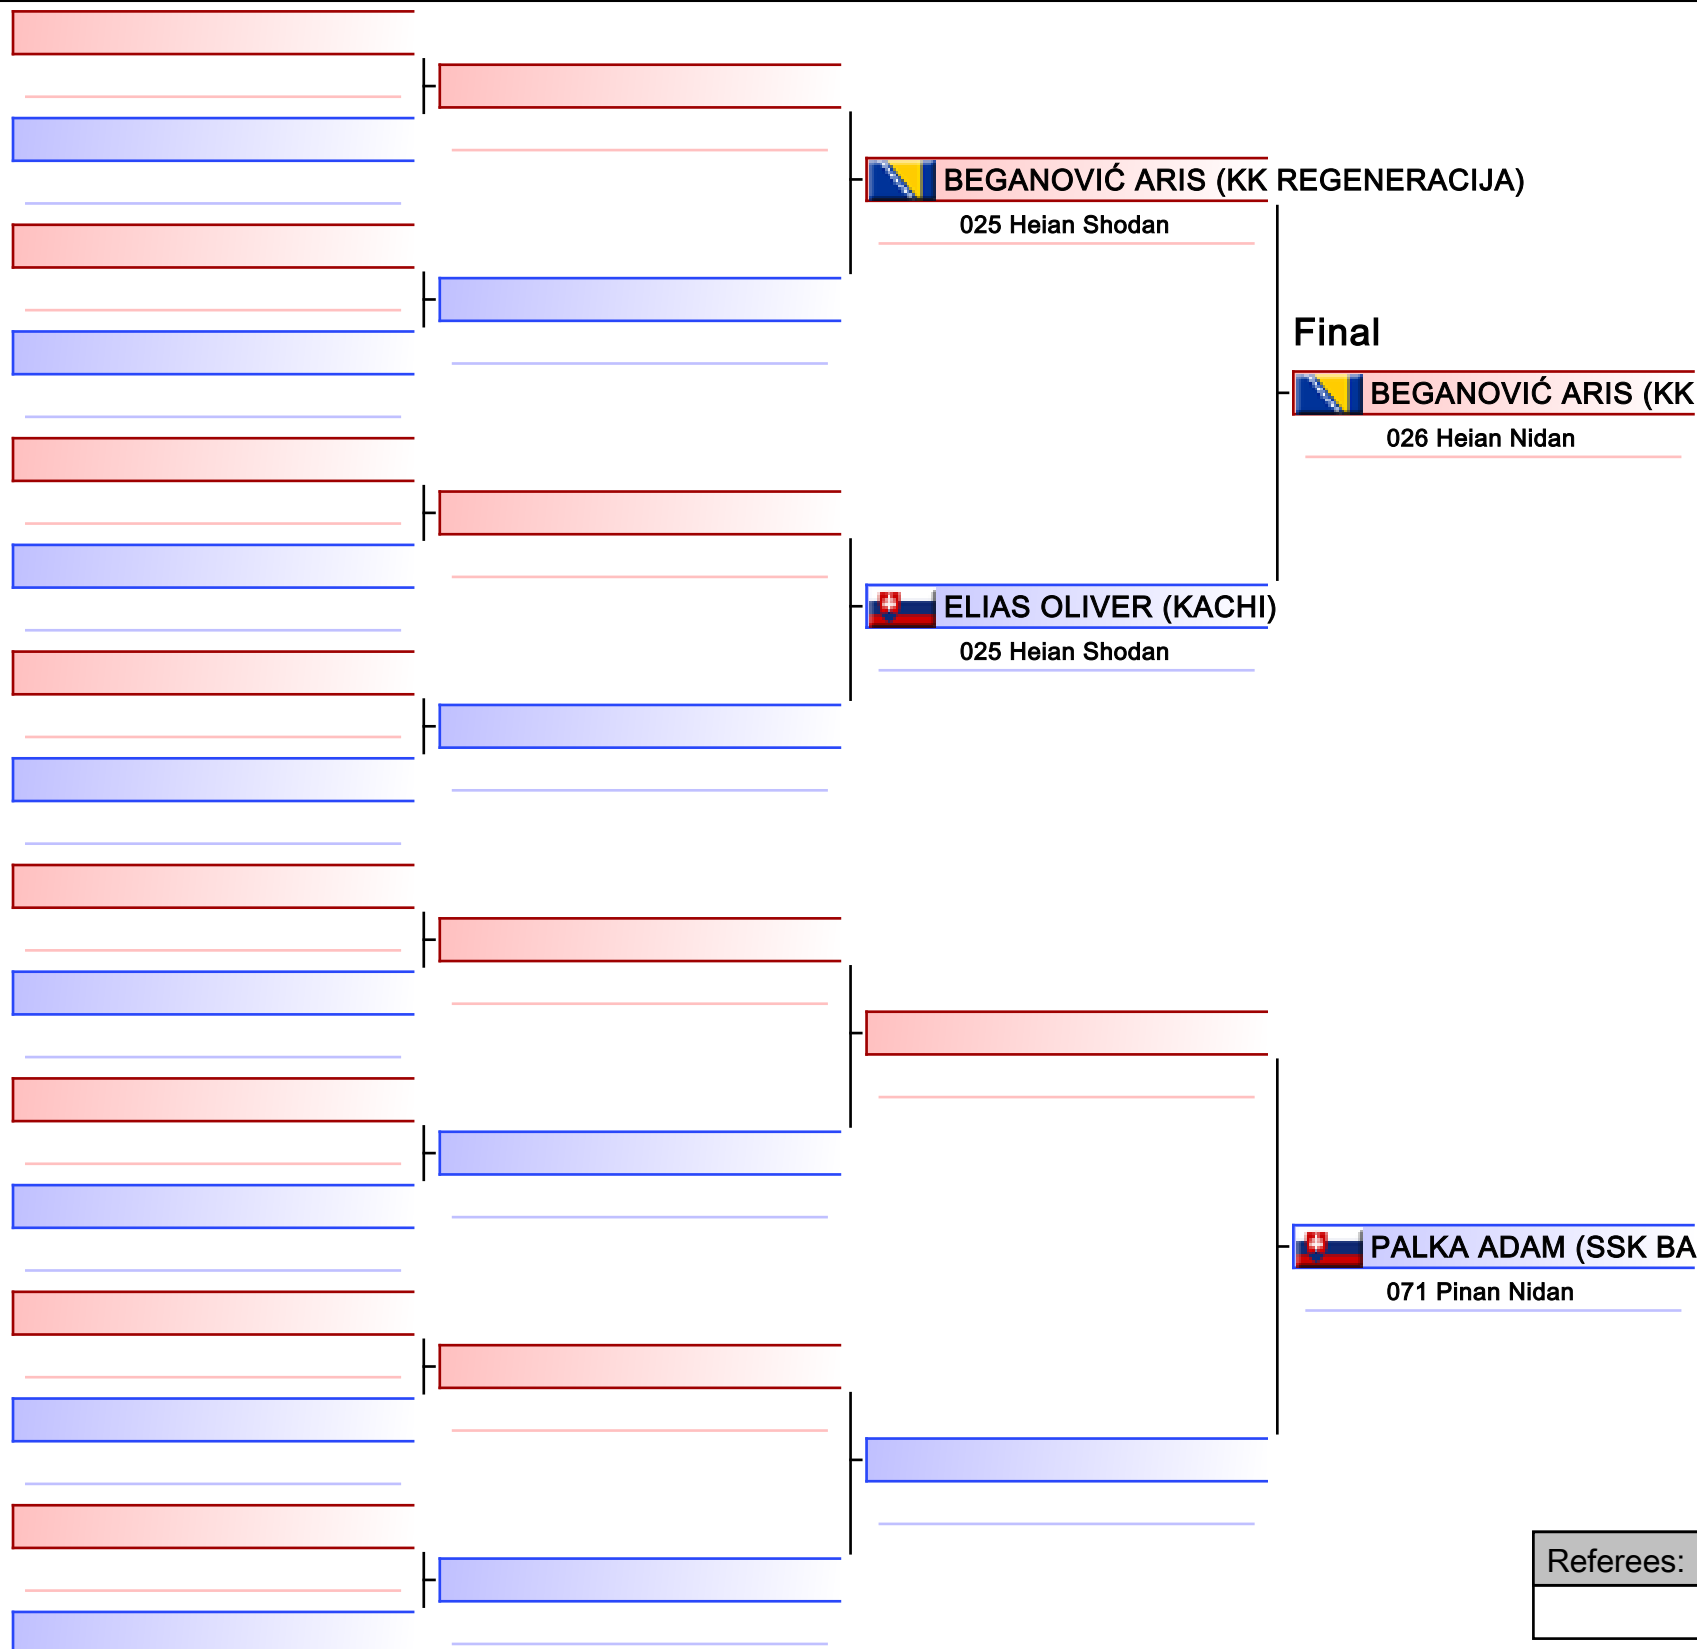 BEGANOVIĆ ARIS (KK REGENERACIJA)
025 Heian Shodan
Final
BEGANOVIĆ ARIS (KK
026 Heian Nidan
ELIAS OLIVER (KACHI)
025 Heian Shodan
PALKA ADAM (SSK BA
071 Pinan Nidan
Referees: